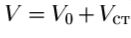 V = V₀ + Vст